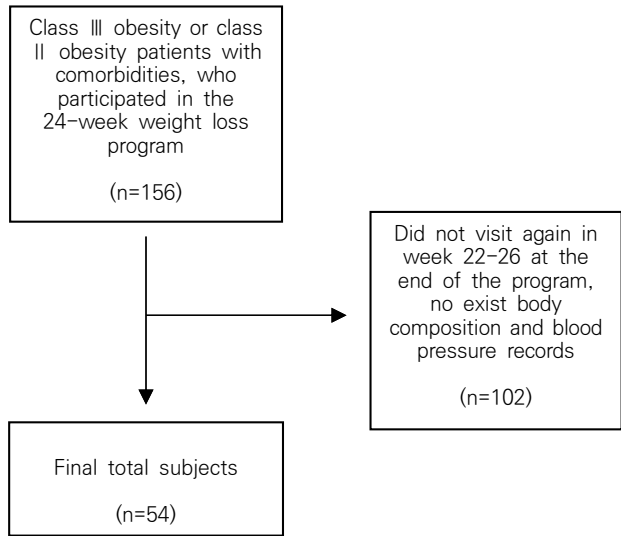 Class Ⅲ obesity or class
Ⅱ obesity patients with
comorbidities, who
participated in the
24-week weight loss
program
(n=156)
Did not visit again in
week 22-26 at the
end of the program,
no exist body
composition and blood
pressure records
(n=102)
Final total subjects
(n=54)